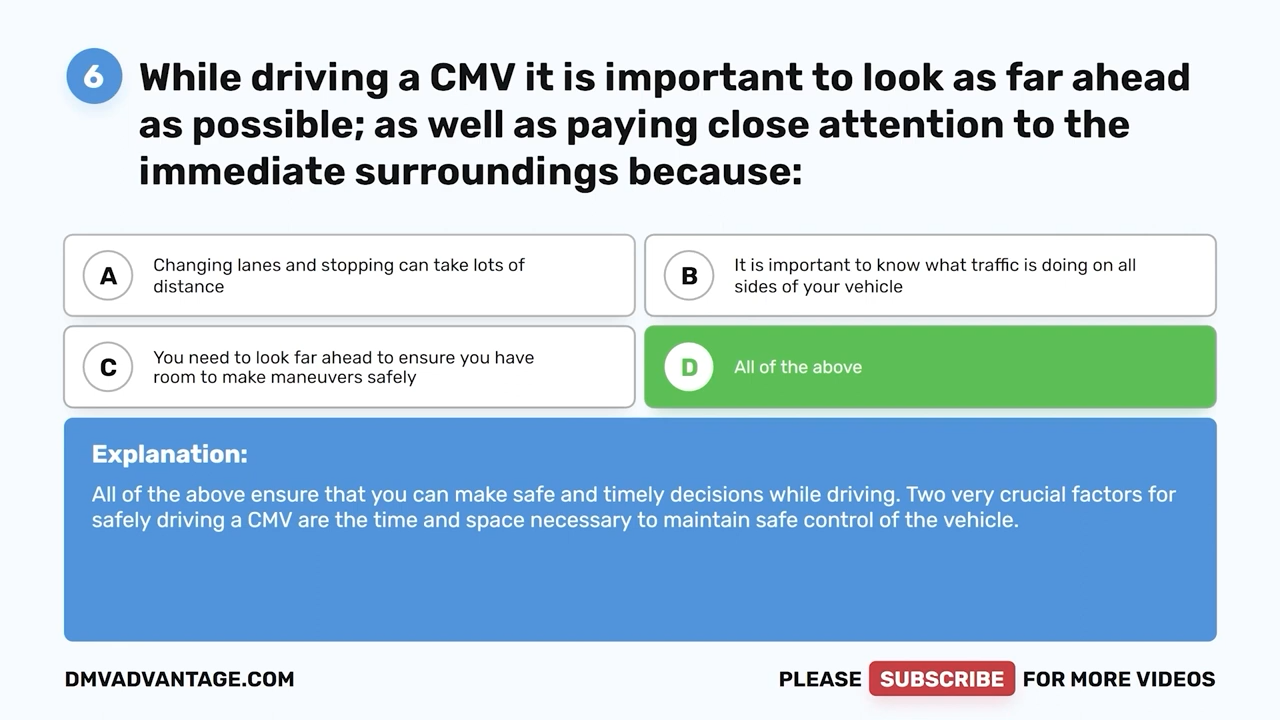 6
While driving a CMV it is important to look as far ahead
as possible; as well as paying close attention to the
immediate surroundings because:
A
Changing lanes and stopping can take lots of
distance
B
It is important to know what traffic is doing on all
sides of your vehicle
C
You need to look far ahead to ensure you have
room to make maneuvers safely
D
All of the above
Explanation:
All of the above ensure that you can make safe and timely decisions while driving. Two very crucial factors for
safely driving a CMV are the time and space necessary to maintain safe control of the vehicle.
DMVADVANTAGE.COM
PLEASE SUBSCRIBE FOR MORE VIDEOS